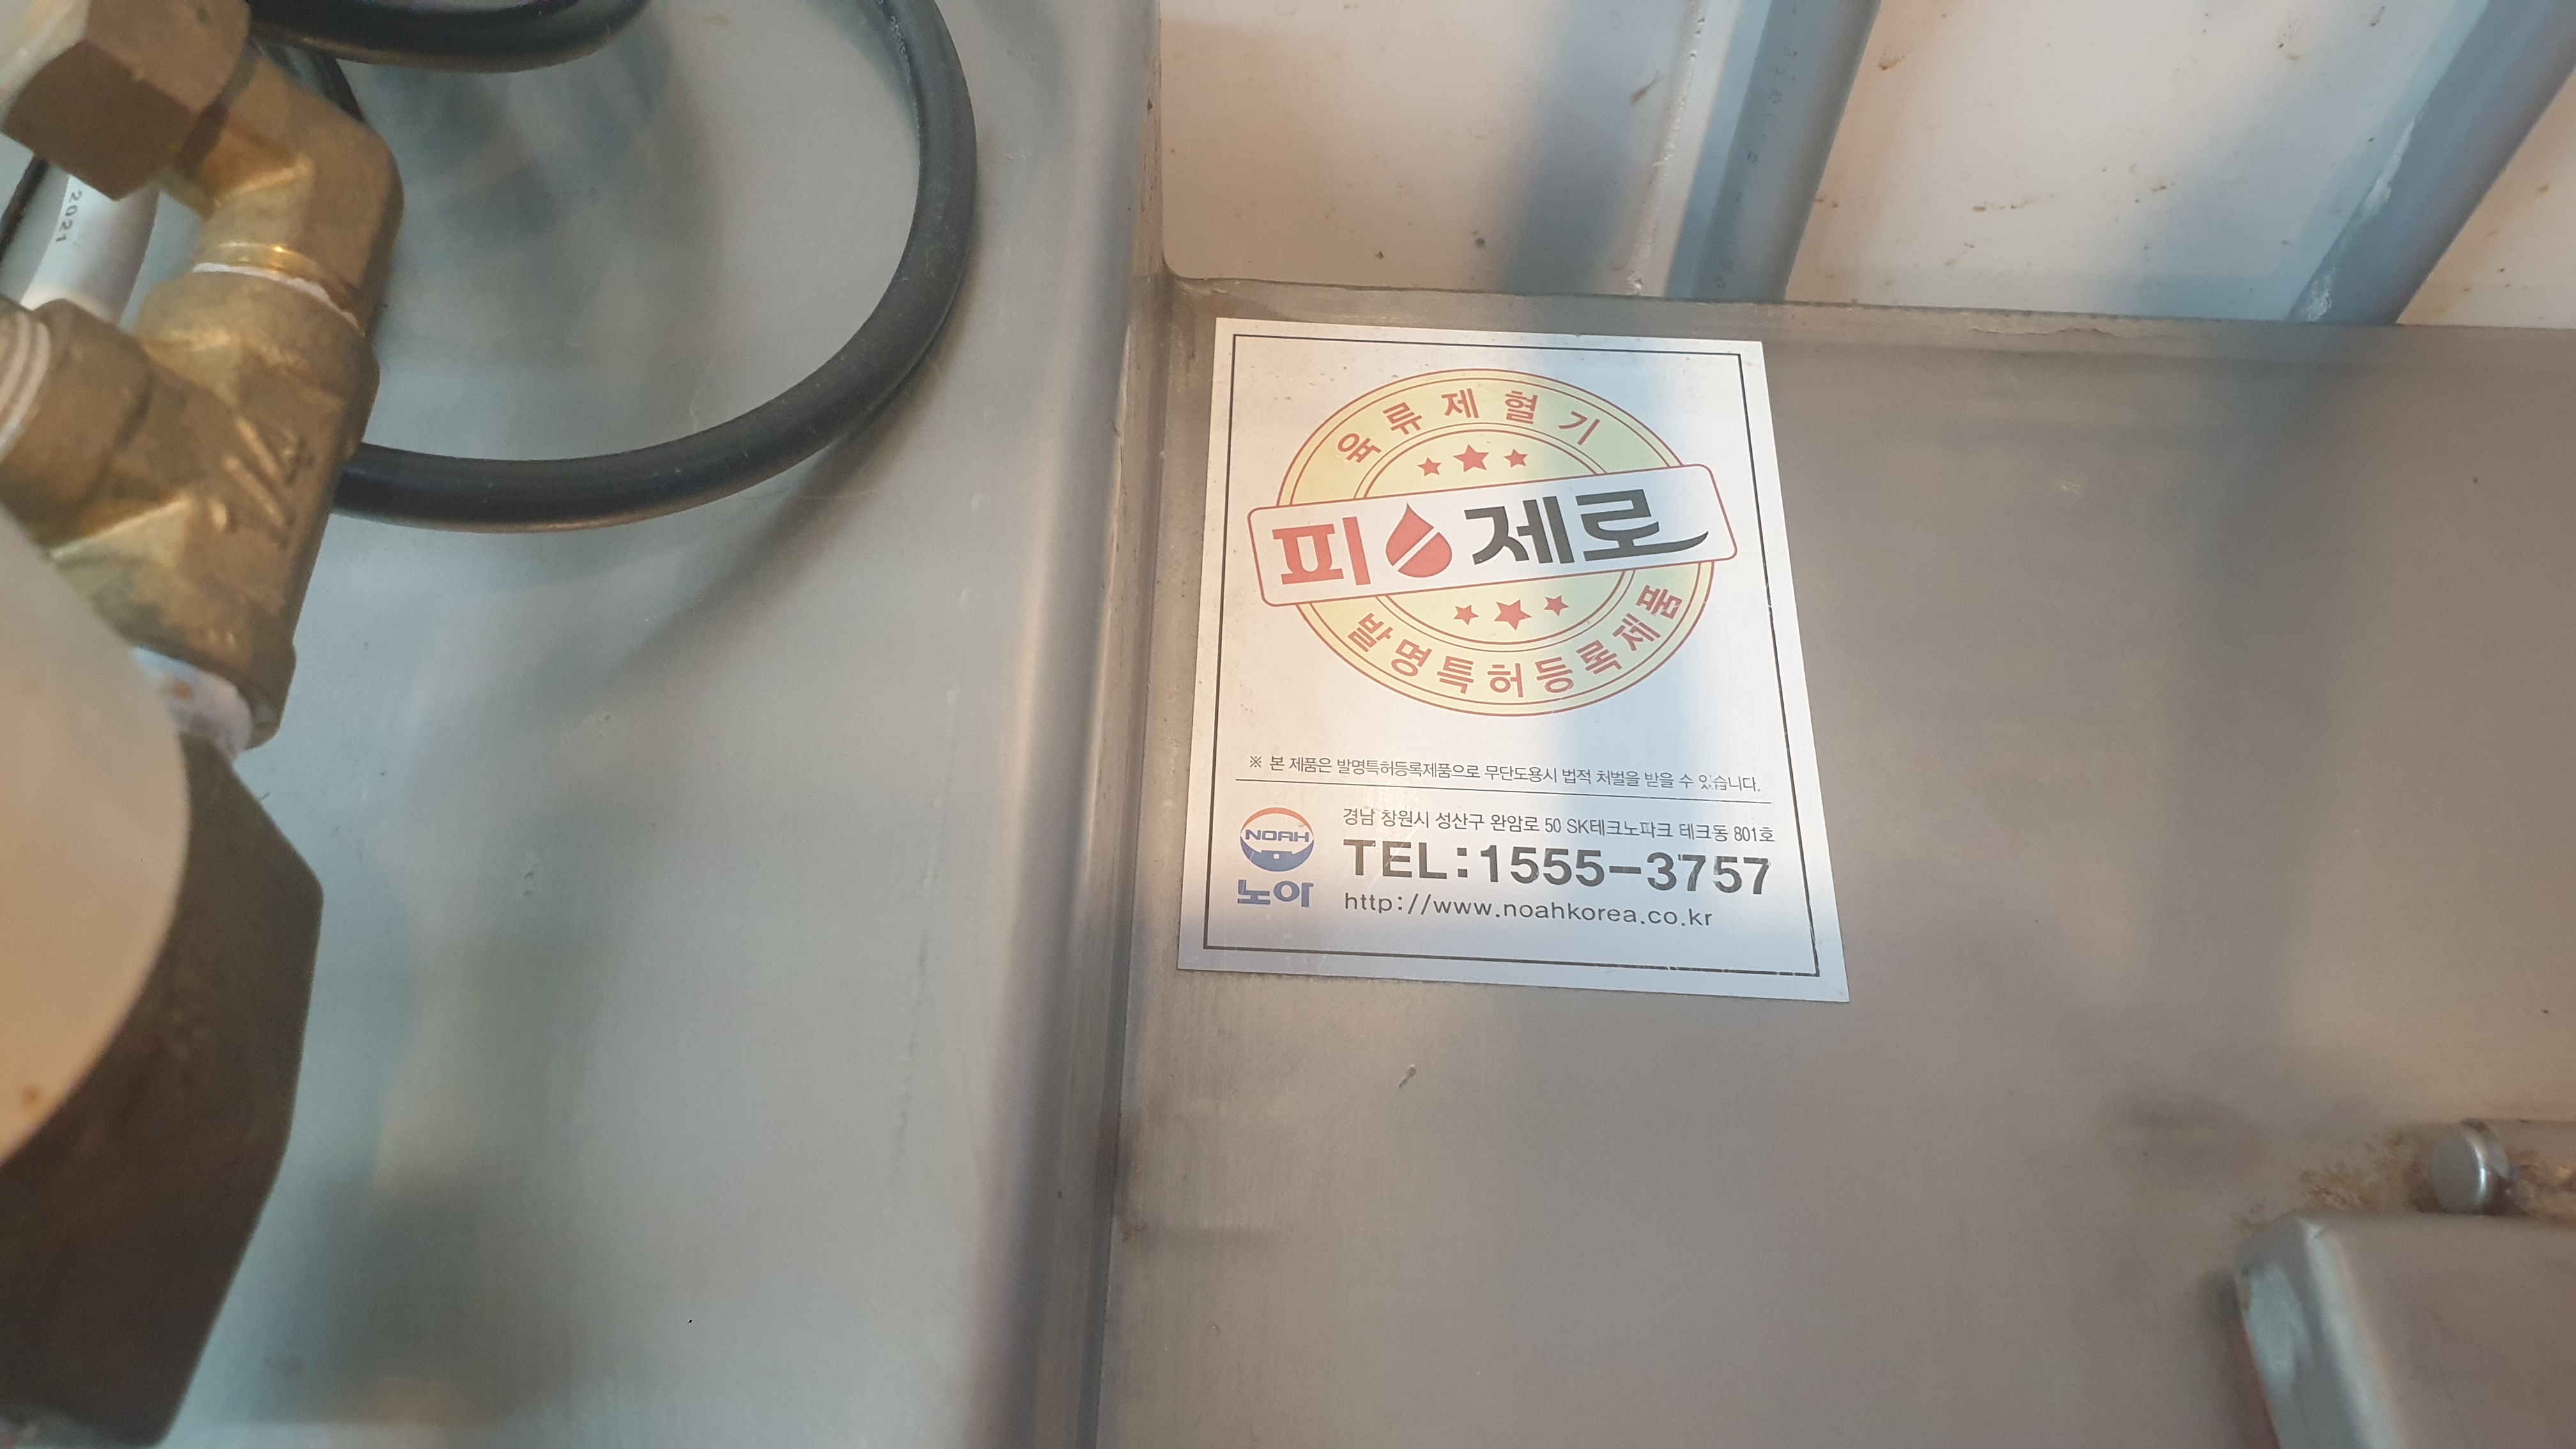 육류제혈기
피제로
발명특허등록제품
※ 본 제품은 발명특허등록제품으로 무단도용시 법적 처벌을 받을 수 있습니다.
NOAH
노아
경남 창원시 성산구 완암로 50 SK테크노파크 테크동 801호
TEL:1555-3757
http://www.noahkorea.co.kr
2021